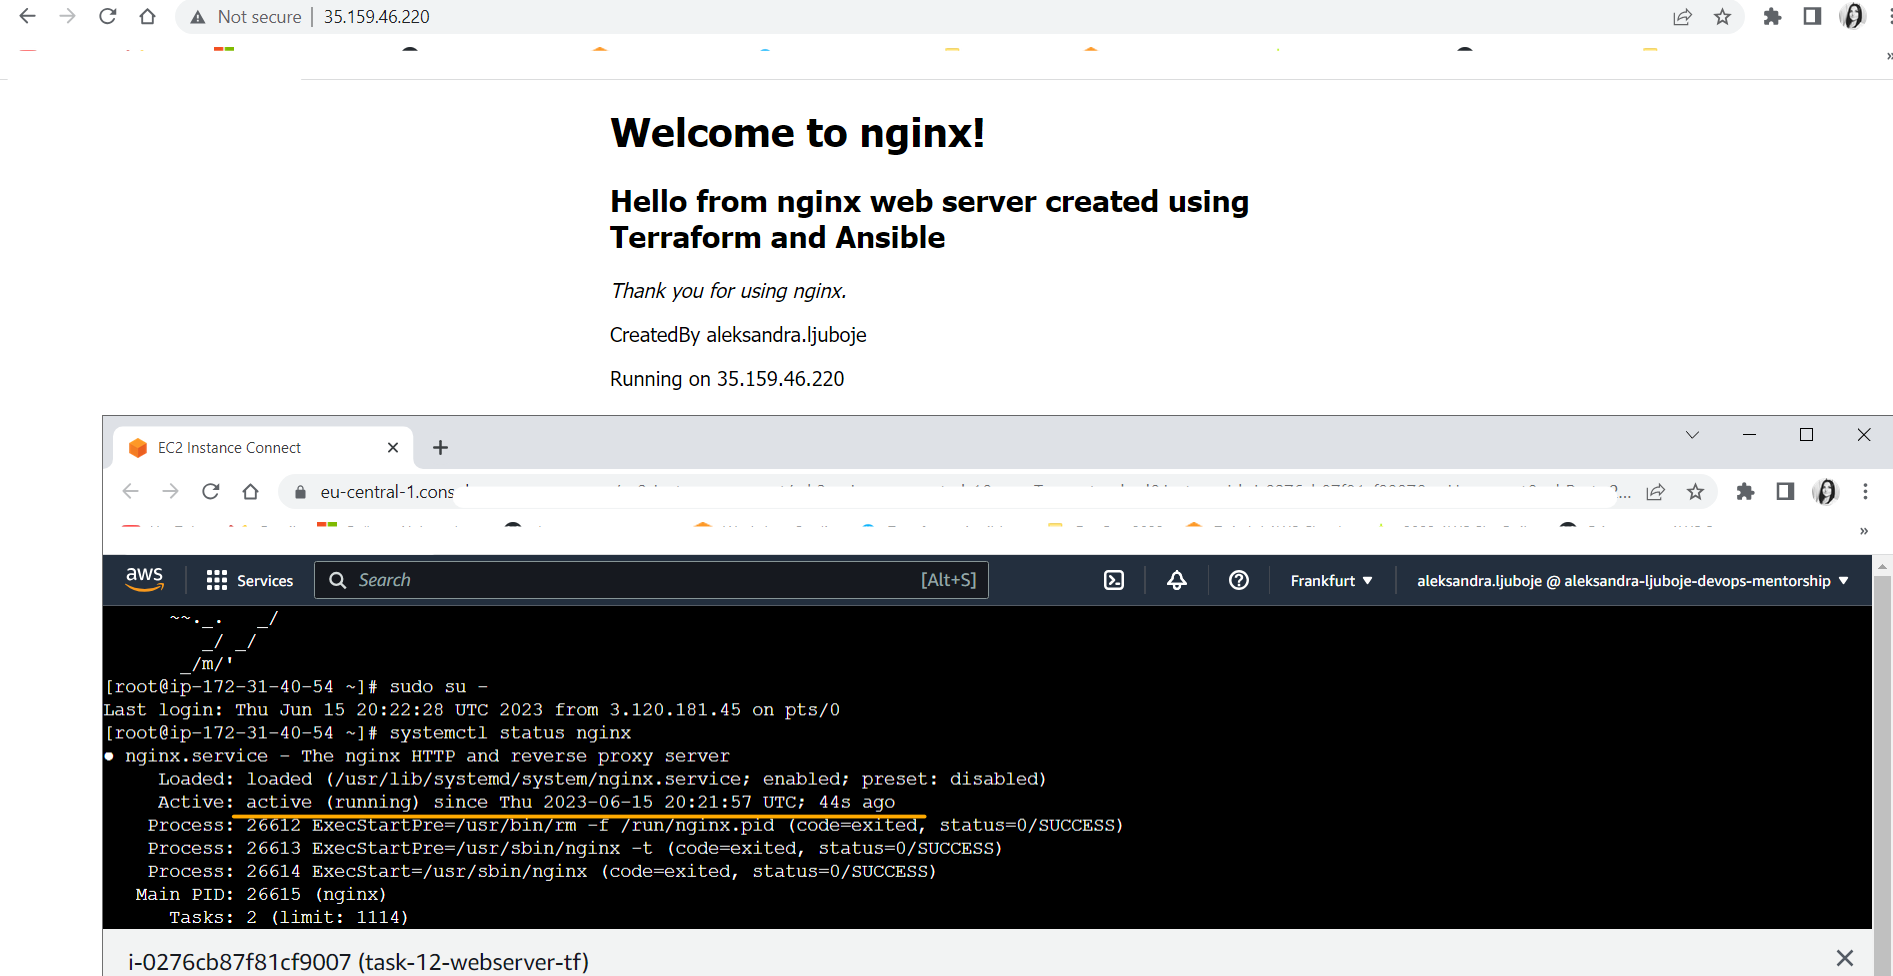 Not secure | 35.159.46.220
»
Welcome to nginx!
Hello from nginx web server created using
Terraform and Ansible
Thank you for using nginx.
CreatedBy aleksandra.ljuboje
Running on 35.159.46.220
EC2 Instance Connect
eu-central-1.cons
»
aws
Services
Search
[Alt+S]
Frankfurt
aleksandra.ljuboje @ aleksandra-ljuboje-devops-mentorship
~~._.   _/
_/ _/
_/m/'
[root@ip-172-31-40-54 ~]# sudo su -
Last login: Thu Jun 15 20:22:28 UTC 2023 from 3.120.181.45 on pts/0
[root@ip-172-31-40-54 ~]# systemctl status nginx
● nginx.service - The nginx HTTP and reverse proxy server
Loaded: loaded (/usr/lib/systemd/system/nginx.service; enabled; preset: disabled)
Active: active (running) since Thu 2023-06-15 20:21:57 UTC; 44s ago
Process: 26612 ExecStartPre=/usr/bin/rm -f /run/nginx.pid (code=exited, status=0/SUCCESS)
Process: 26613 ExecStartPre=/usr/sbin/nginx -t (code=exited, status=0/SUCCESS)
Process: 26614 ExecStart=/usr/sbin/nginx (code=exited, status=0/SUCCESS)
Main PID: 26615 (nginx)
Tasks: 2 (limit: 1114)
i-0276cb87f81cf9007 (task-12-webserver-tf)